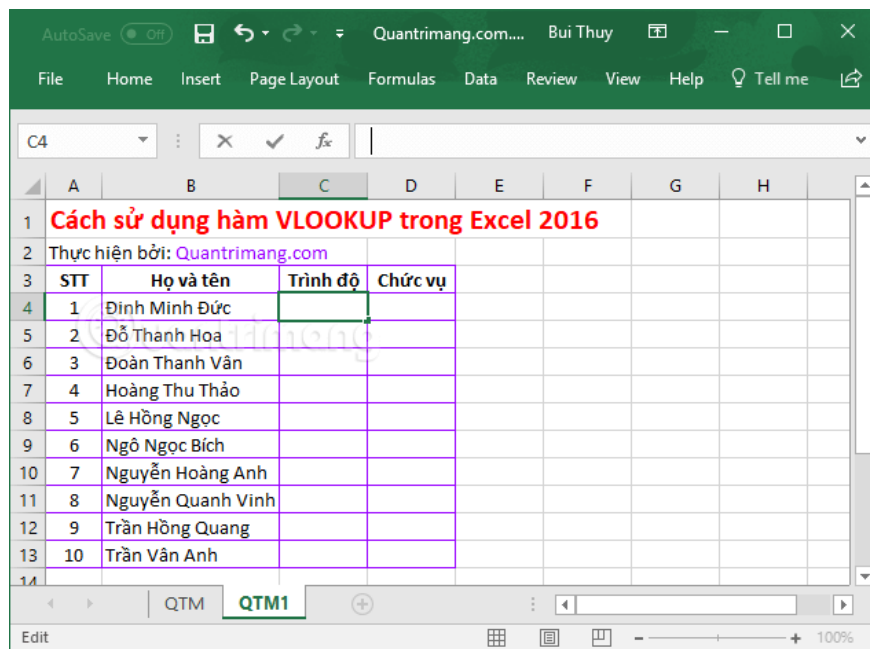 AutoSave Off Quantrimang.com.... Bui Thuy
File Home Insert Page Layout Formulas Data Review View Help Tell me
C4 fx
A B C D E F G H
1 Cách sử dụng hàm VLOOKUP trong Excel 2016
2 Thực hiện bởi: Quantrimang.com
3 STT Họ và tên Trình độ Chức vụ
4 1 Đinh Minh Đức
5 2 Đỗ Thanh Hoa
6 3 Đoàn Thanh Vân
7 4 Hoàng Thu Thảo
8 5 Lê Hồng Ngọc
9 6 Ngô Ngọc Bích
10 7 Nguyễn Hoàng Anh
11 8 Nguyễn Quanh Vinh
12 9 Trần Hồng Quang
13 10 Trần Vân Anh
14
QTM QTM1
Edit 100%